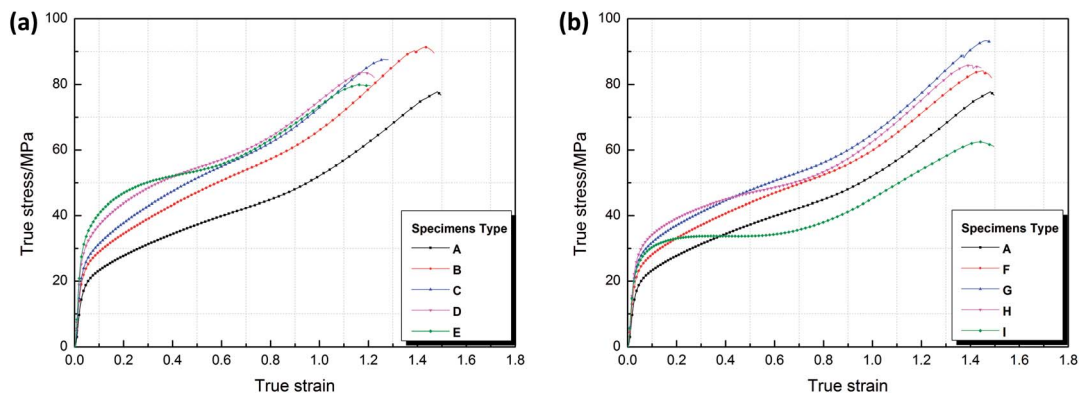 (a)
100
80
60
40
20
0
True stress/MPa
0.0 0.2 0.4 0.6 0.8 1.0 1.2 1.4 1.6 1.8
True strain
Specimens Type
A
B
C
D
E
(b)
100
80
60
40
20
0
True stress/MPa
0.0 0.2 0.4 0.6 0.8 1.0 1.2 1.4 1.6 1.8
True strain
Specimens Type
A
F
G
H
I